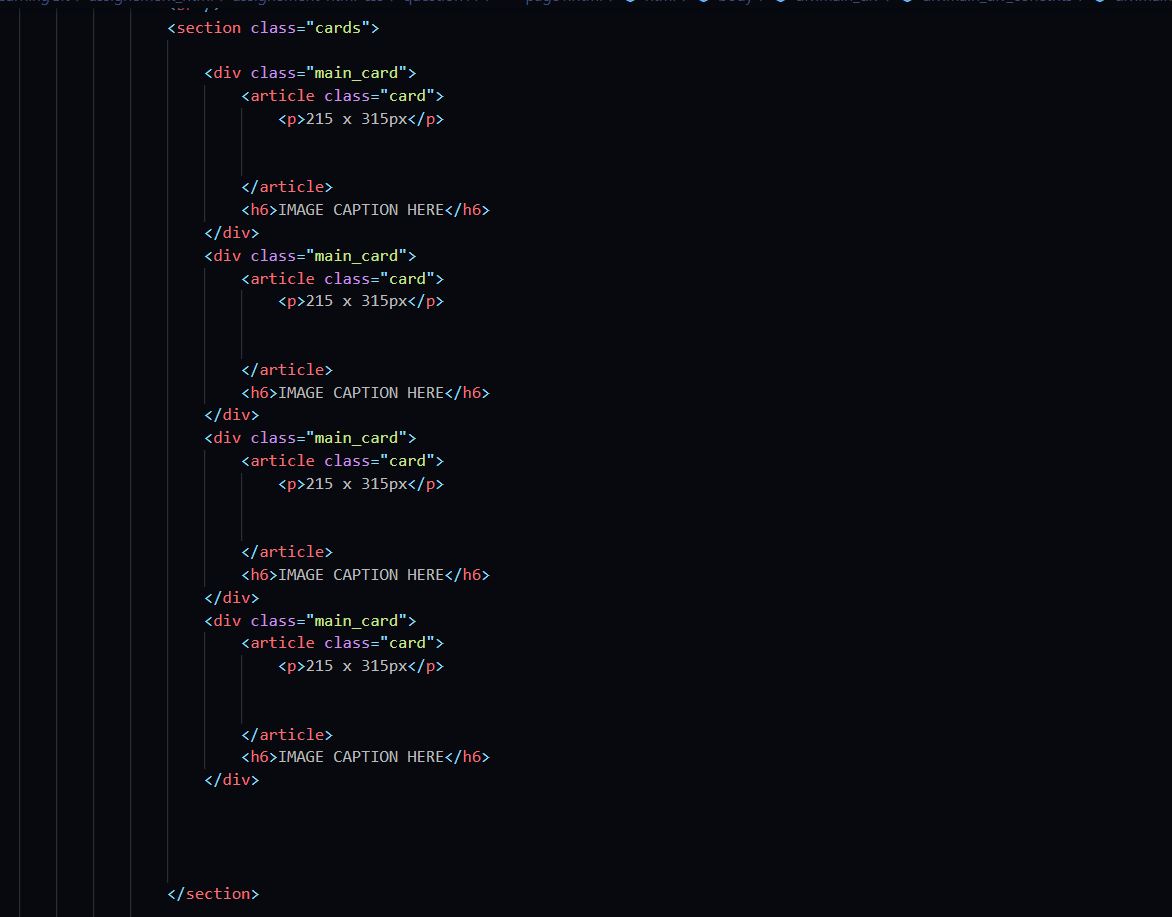 <section class="cards">
<div class="main_card">
<article class="card">
<p>215 x 315px</p>
</article>
<h6>IMAGE CAPTION HERE</h6>
</div>
<div class="main_card">
<article class="card">
<p>215 x 315px</p>
</article>
<h6>IMAGE CAPTION HERE</h6>
</div>
<div class="main_card">
<article class="card">
<p>215 x 315px</p>
</article>
<h6>IMAGE CAPTION HERE</h6>
</div>
<div class="main_card">
<article class="card">
<p>215 x 315px</p>
</article>
<h6>IMAGE CAPTION HERE</h6>
</div>
</section>